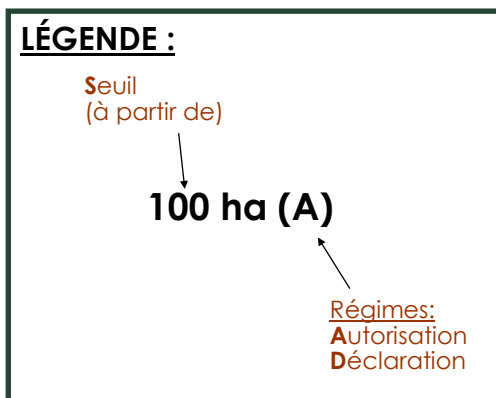 LÉGENDE :
Seuil
(à partir de)
100 ha (A)
Régimes:
Autorisation
Déclaration